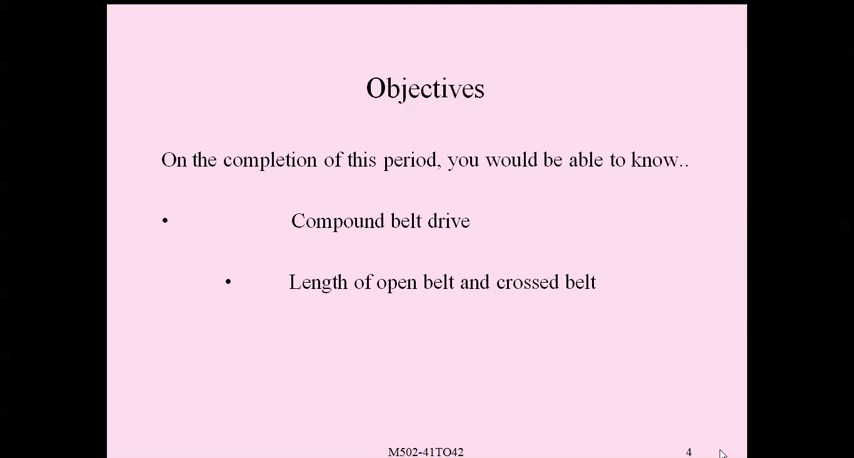 Objectives
On the completion of this period, you would be able to know..
• Compound belt drive
• Length of open belt and crossed belt
M502-41TO42
4